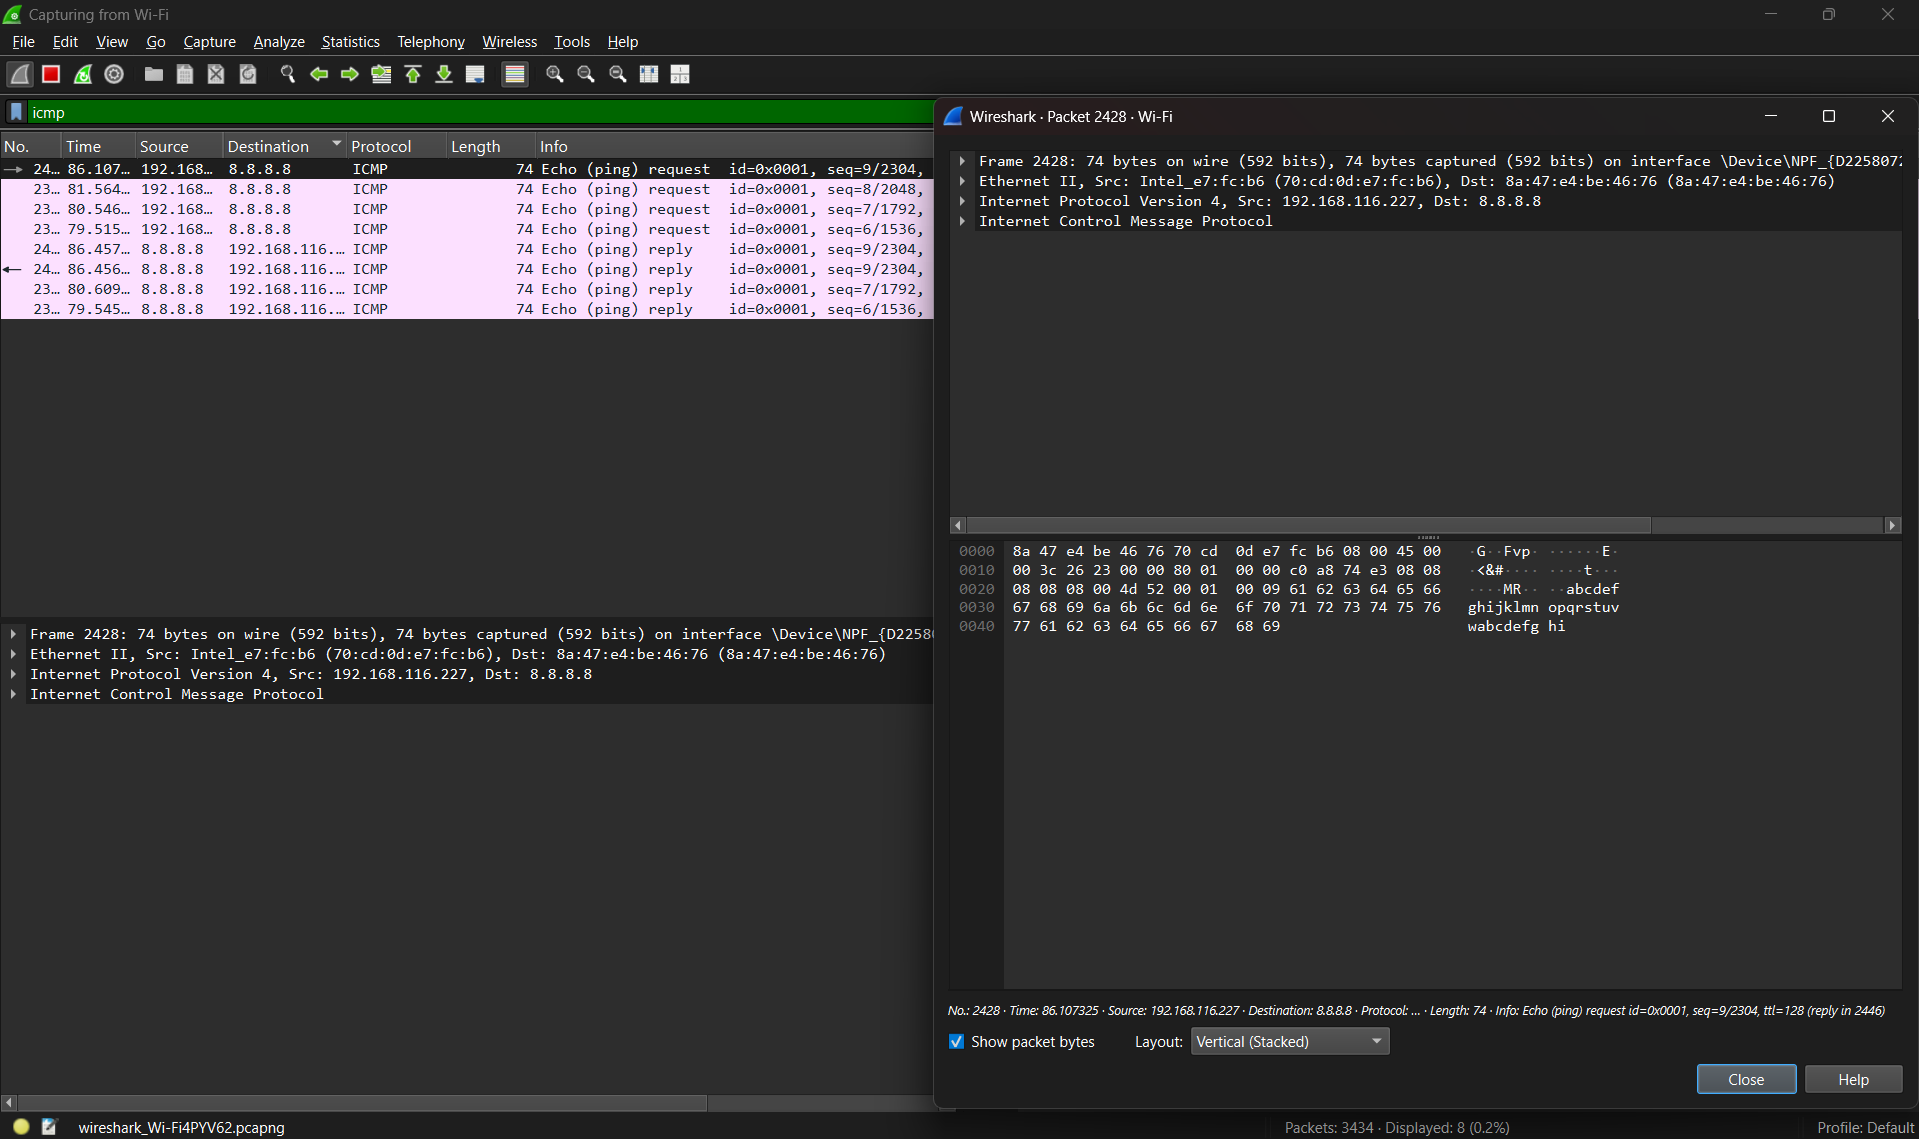 Capturing from Wi-Fi
File Edit View Go Capture Analyze Statistics Telephony Wireless Tools Help
icmp
No. Time Source Destination Protocol Length Info
24… 86.107… 192.168… 8.8.8.8 ICMP 74 Echo (ping) request id=0x0001, seq=9/2304,
23… 81.564… 192.168… 8.8.8.8 ICMP 74 Echo (ping) request id=0x0001, seq=8/2048,
23… 80.546… 192.168… 8.8.8.8 ICMP 74 Echo (ping) request id=0x0001, seq=7/1792,
23… 79.515… 192.168… 8.8.8.8 ICMP 74 Echo (ping) request id=0x0001, seq=6/1536,
24… 86.457… 8.8.8.8 192.168.116.… ICMP 74 Echo (ping) reply id=0x0001, seq=9/2304,
24… 86.456… 8.8.8.8 192.168.116.… ICMP 74 Echo (ping) reply id=0x0001, seq=9/2304,
23… 80.609… 8.8.8.8 192.168.116.… ICMP 74 Echo (ping) reply id=0x0001, seq=7/1792,
23… 79.545… 8.8.8.8 192.168.116.… ICMP 74 Echo (ping) reply id=0x0001, seq=6/1536,
Frame 2428: 74 bytes on wire (592 bits), 74 bytes captured (592 bits) on interface \Device\NPF_{D2258
Ethernet II, Src: Intel_e7:fc:b6 (70:cd:0d:e7:fc:b6), Dst: 8a:47:e4:be:46:76 (8a:47:e4:be:46:76)
Internet Protocol Version 4, Src: 192.168.116.227, Dst: 8.8.8.8
Internet Control Message Protocol
Wireshark · Packet 2428 · Wi-Fi
Frame 2428: 74 bytes on wire (592 bits), 74 bytes captured (592 bits) on interface \Device\NPF_{D2258072
Ethernet II, Src: Intel_e7:fc:b6 (70:cd:0d:e7:fc:b6), Dst: 8a:47:e4:be:46:76 (8a:47:e4:be:46:76)
Internet Protocol Version 4, Src: 192.168.116.227, Dst: 8.8.8.8
Internet Control Message Protocol
0000 8a 47 e4 be 46 76 70 cd 0d e7 fc b6 08 00 45 00 ·G··Fvp· ······E·
0010 00 3c 26 23 00 00 80 01 00 00 c0 a8 74 e3 08 08 ·<&#···· ····t···
0020 08 08 08 00 4d 52 00 01 00 09 61 62 63 64 65 66 ····MR·· ··abcdef
0030 67 68 69 6a 6b 6c 6d 6e 6f 70 71 72 73 74 75 76 ghijklmn opqrstuv
0040 77 61 62 63 64 65 66 67 68 69 wabcdefg hi
No.: 2428 · Time: 86.107325 · Source: 192.168.116.227 · Destination: 8.8.8.8 · Protocol: ... · Length: 74 · Info: Echo (ping) request id=0x0001, seq=9/2304, ttl=128 (reply in 2446)
Show packet bytes Layout: Vertical (Stacked)
Close Help
wireshark_Wi-Fi4PYV62.pcapng Packets: 3434 · Displayed: 8 (0.2%) Profile: Default